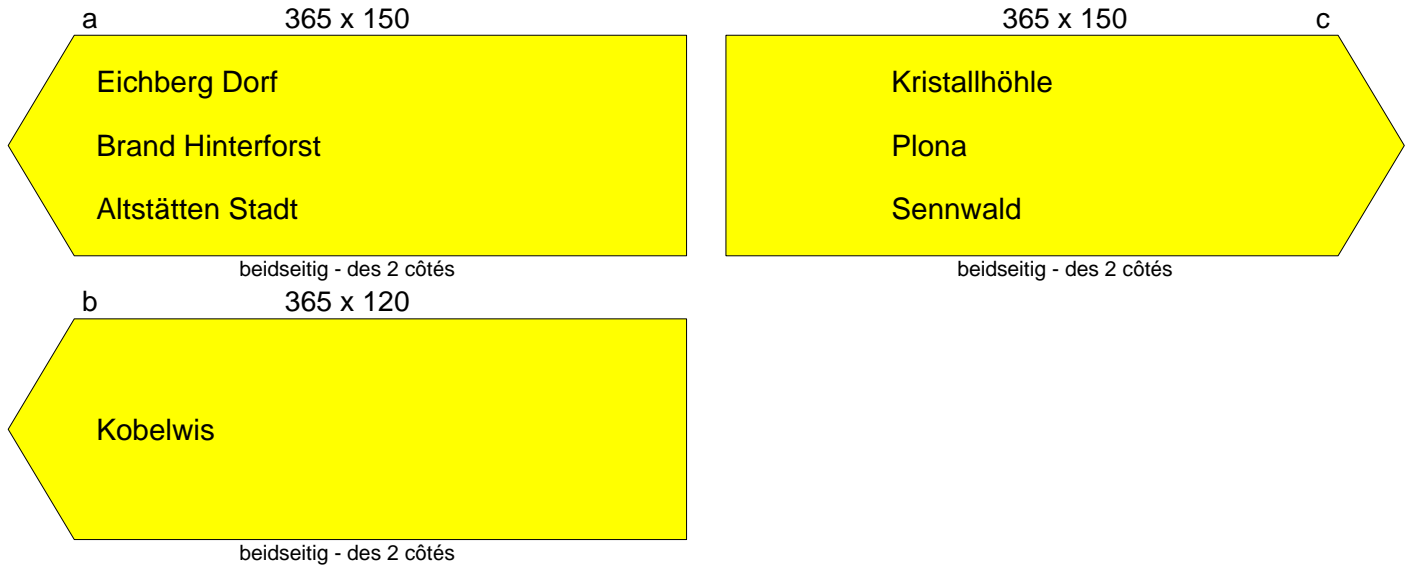 a 365 x 150
Eichberg Dorf
Brand Hinterforst
Altstätten Stadt
beidseitig - des 2 côtés
365 x 150 c
Kristallhöhle
Plona
Sennwald
beidseitig - des 2 côtés
b 365 x 120
Kobelwis
beidseitig - des 2 côtés